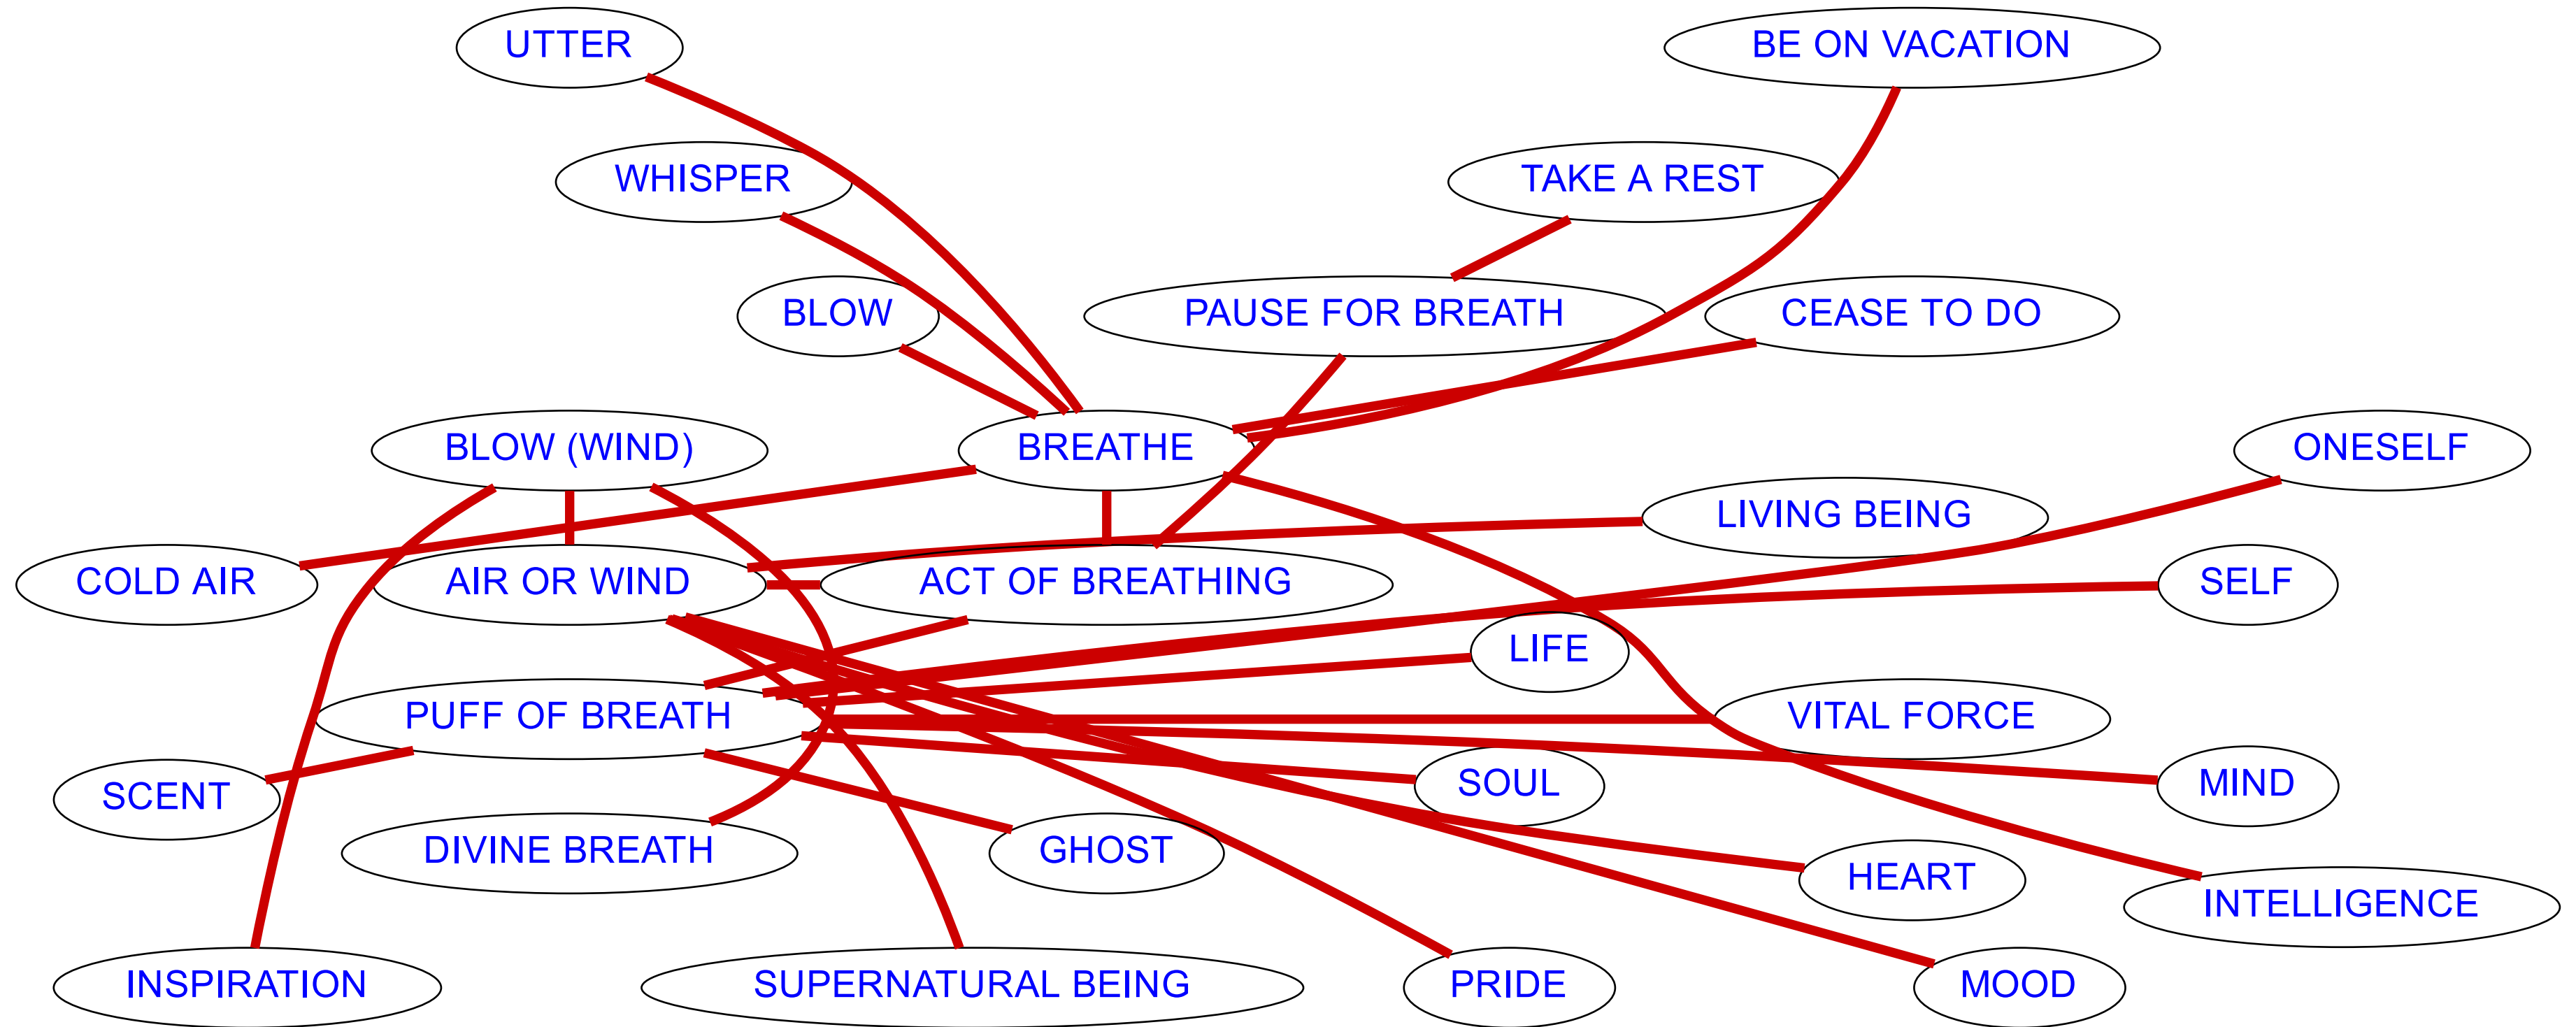 UTTER
BE ON VACATION
WHISPER
TAKE A REST
BLOW
PAUSE FOR BREATH
CEASE TO DO
BLOW (WIND)
BREATHE
ONESELF
LIVING BEING
COLD AIR
AIR OR WIND
ACT OF BREATHING
SELF
LIFE
PUFF OF BREATH
VITAL FORCE
SCENT
SOUL
MIND
DIVINE BREATH
GHOST
HEART
INTELLIGENCE
INSPIRATION
SUPERNATURAL BEING
PRIDE
MOOD